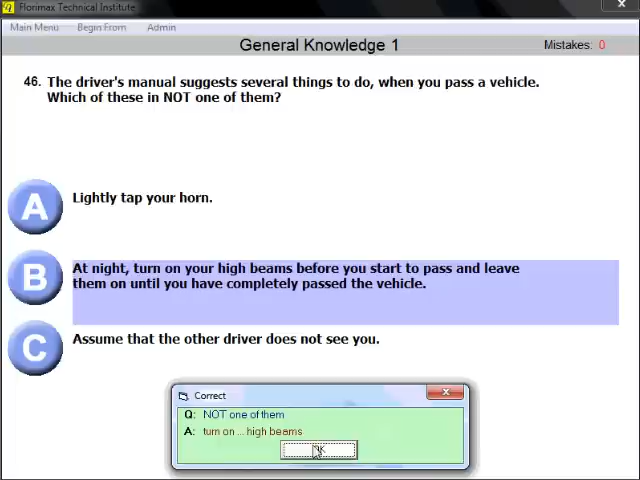 Florimax Technical Institute
Main Menu Begin From Admin
General Knowledge 1 Mistakes: 0
46. The driver's manual suggests several things to do, when you pass a vehicle.
Which of these in NOT one of them?
A Lightly tap your horn.
B At night, turn on your high beams before you start to pass and leave
them on until you have completely passed the vehicle.
C Assume that the other driver does not see you.
Correct
Q: NOT one of them
A: turn on ... high beams